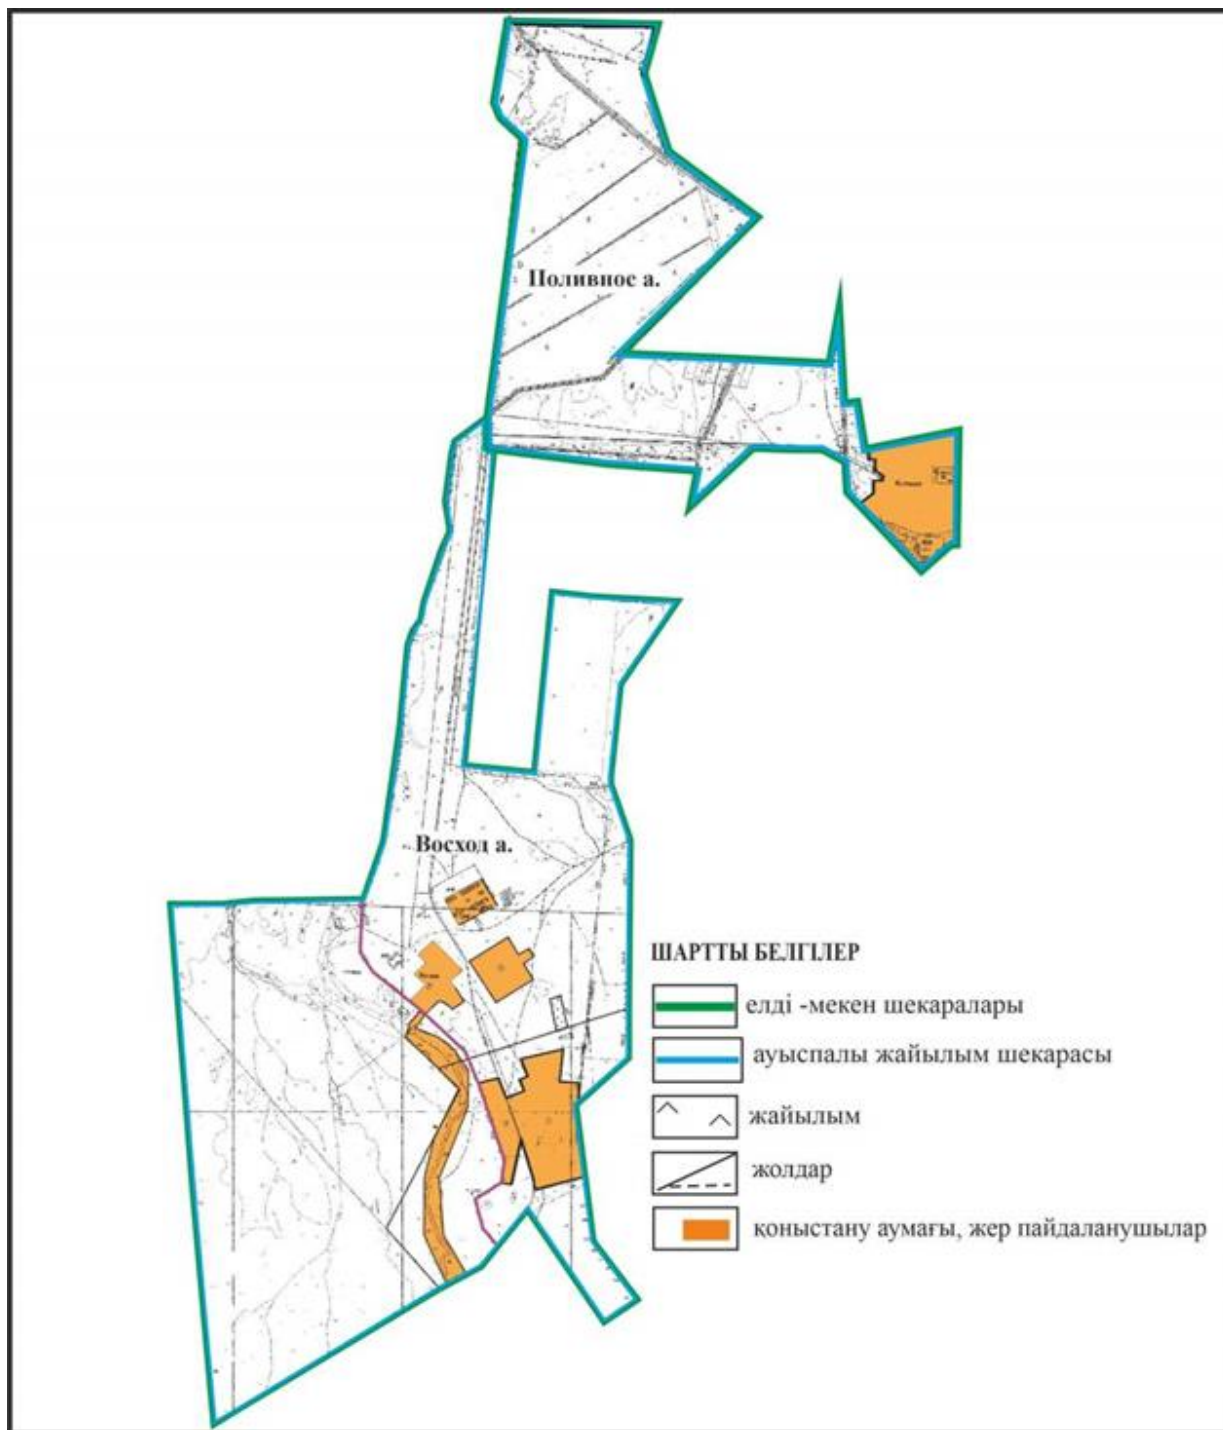 Поливное а.
Восход а.
ШАРТТЫ БЕЛГІЛЕР
елді -мекен шекаралары
ауыспалы жайылым шекарасы
жайылым
жолдар
қоныстану аумағы, жер пайдаланушылар